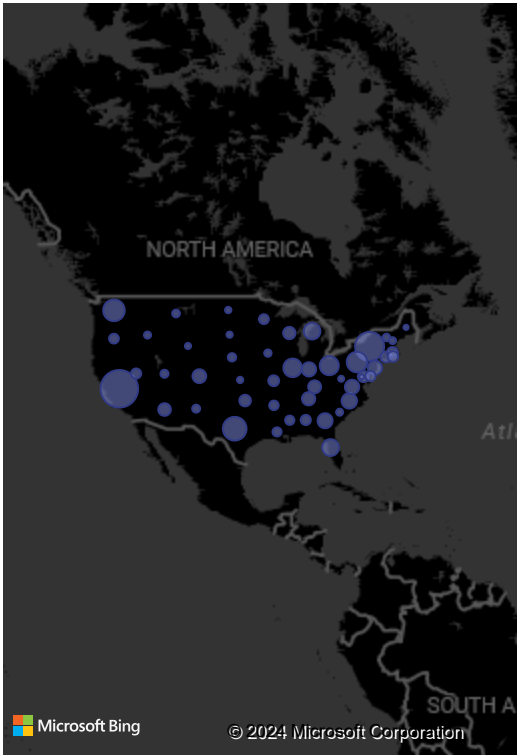 NORTH AMERICA
Atl
SOUTH A
Microsoft Bing
© 2024 Microsoft Corporation